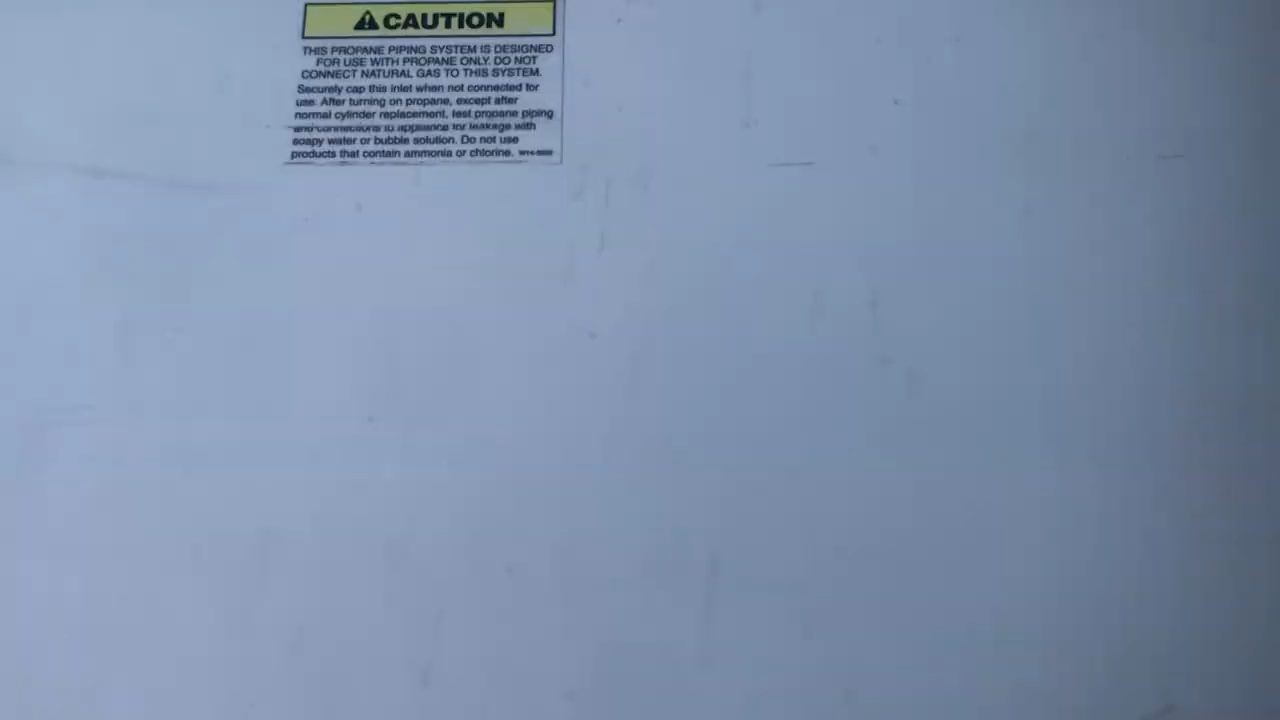 CAUTION
THIS PROPANE PIPING SYSTEM IS DESIGNED
FOR USE WITH PROPANE ONLY. DO NOT
CONNECT NATURAL GAS TO THIS SYSTEM.
Securely cap this inlet when not connected for
use. After turning on propane, except after
normal cylinder replacement, test propane piping
and connections to appliance for leakage with
soapy water or bubble solution. Do not use
products that contain ammonia or chlorine.